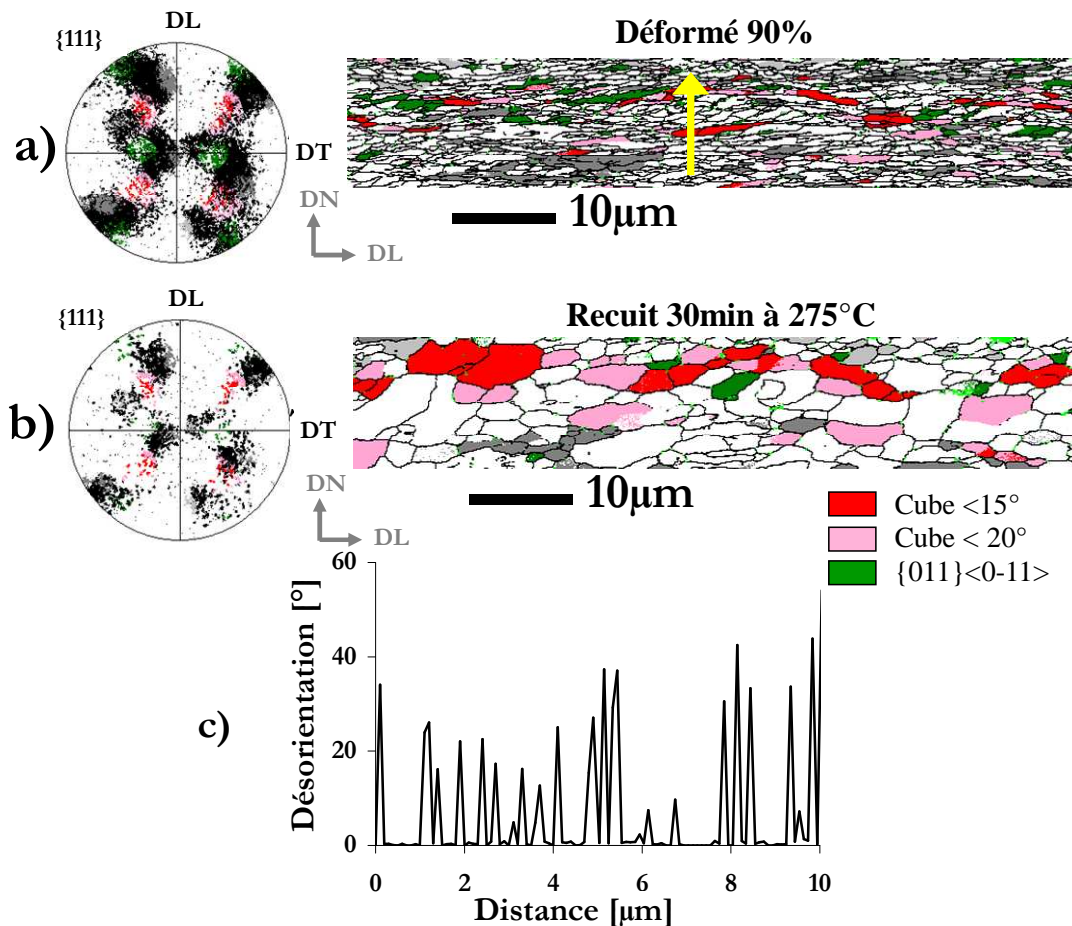 DL
{111}
Déformé 90%
a)
DT
DN
DL
10µm
DL
{111}
Recuit 30min à 275°C
b)
DT
DN
DL
10µm
Cube <15°
Cube < 20°
{011}<0-11>
c)
Désorientation [°]
60
40
20
0
0 2 4 6 8 10
Distance [µm]